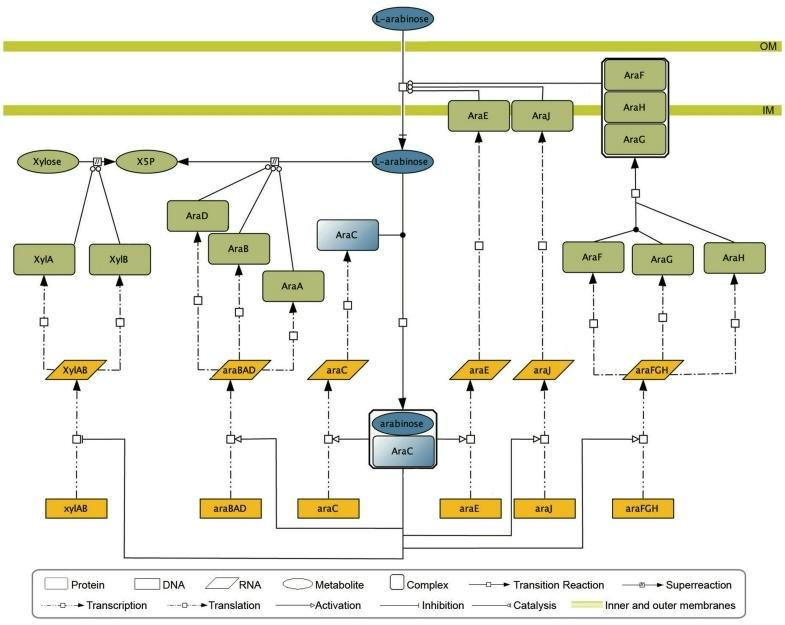 L-arabinose
OM
AraF
AraH
AraG
IM
AraE
AraJ
Xylose
X5P
L-arabinose
AraD
AraB
AraA
AraC
XylA
XylB
AraF
AraG
AraH
XylAB
araBAD
araC
araE
araJ
araFGH
arabinose
AraC
xylAB
araBAD
araC
araE
araJ
araFGH
Protein DNA RNA Metabolite Complex Transition Reaction Superreaction
Transcription Translation Activation Inhibition Catalysis Inner and outer membranes